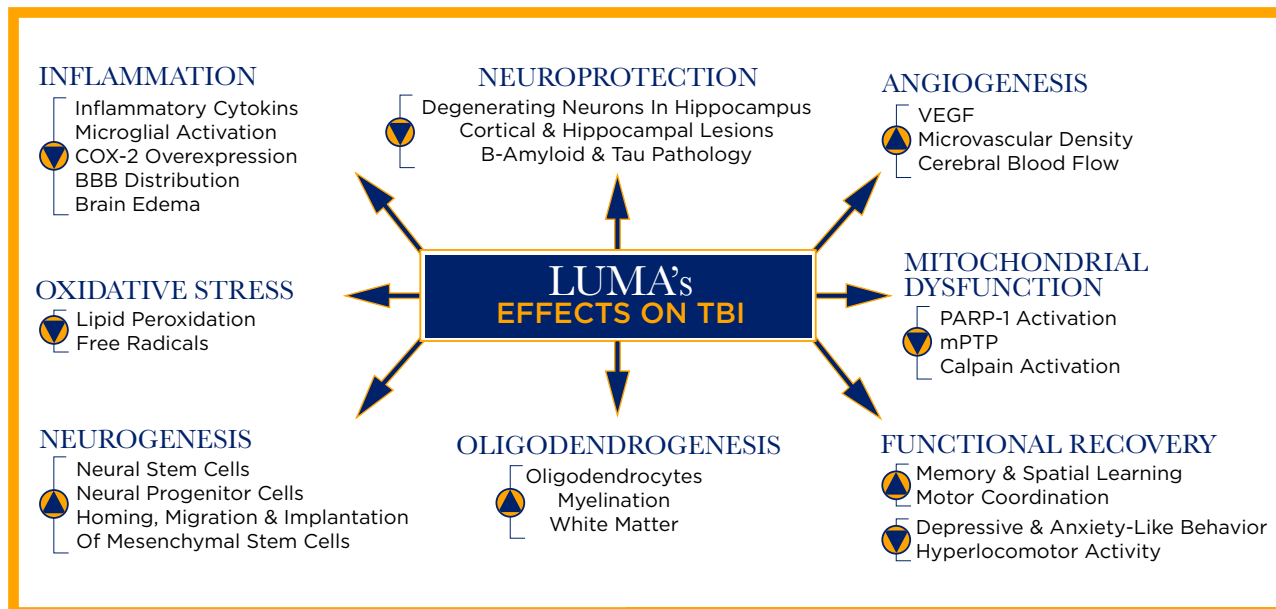 INFLAMMATION
Inflammatory Cytokins
Microglial Activation
COX-2 Overexpression
BBB Distribution
Brain Edema
NEUROPROTECTION
Degenerating Neurons In Hippocampus
Cortical & Hippocampal Lesions
B-Amyloid & Tau Pathology
ANGIOGENESIS
VEGF
Microvascular Density
Cerebral Blood Flow
OXIDATIVE STRESS
Lipid Peroxidation
Free Radicals
LUMA's
EFFECTS ON TBI
MITOCHONDRIAL
DYSFUNCTION
PARP-1 Activation
mPTP
Calpain Activation
NEUROGENESIS
Neural Stem Cells
Neural Progenitor Cells
Homing, Migration & Implantation
Of Mesenchymal Stem Cells
OLIGODENDROGENESIS
Oligodendrocytes
Myelination
White Matter
FUNCTIONAL RECOVERY
Memory & Spatial Learning
Motor Coordination
Depressive & Anxiety-Like Behavior
Hyperlocomotor Activity